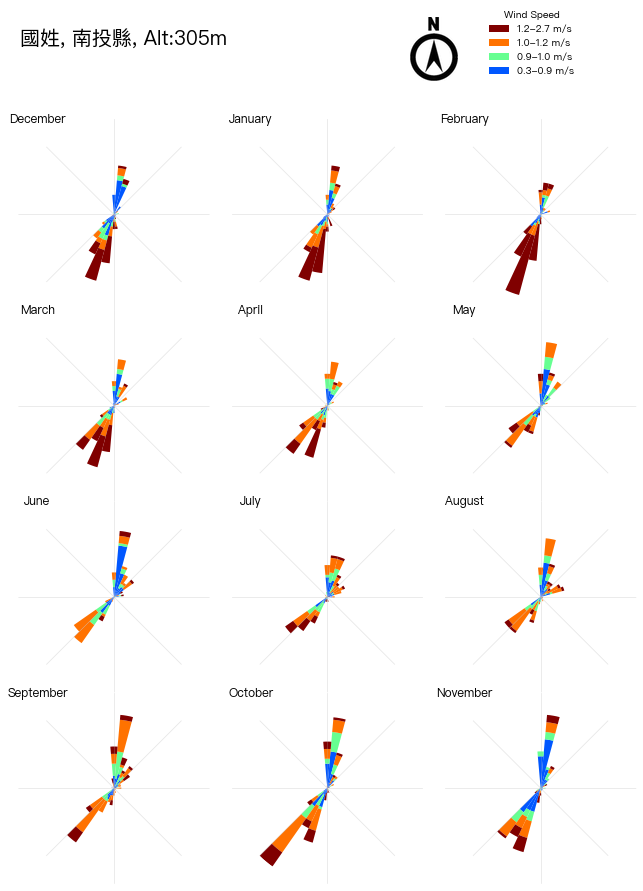 國姓, 南投縣, Alt:305m
N
Wind Speed
1.2–2.7 m/s
1.0–1.2 m/s
0.9–1.0 m/s
0.3–0.9 m/s
December
January
February
March
April
May
June
July
August
September
October
November